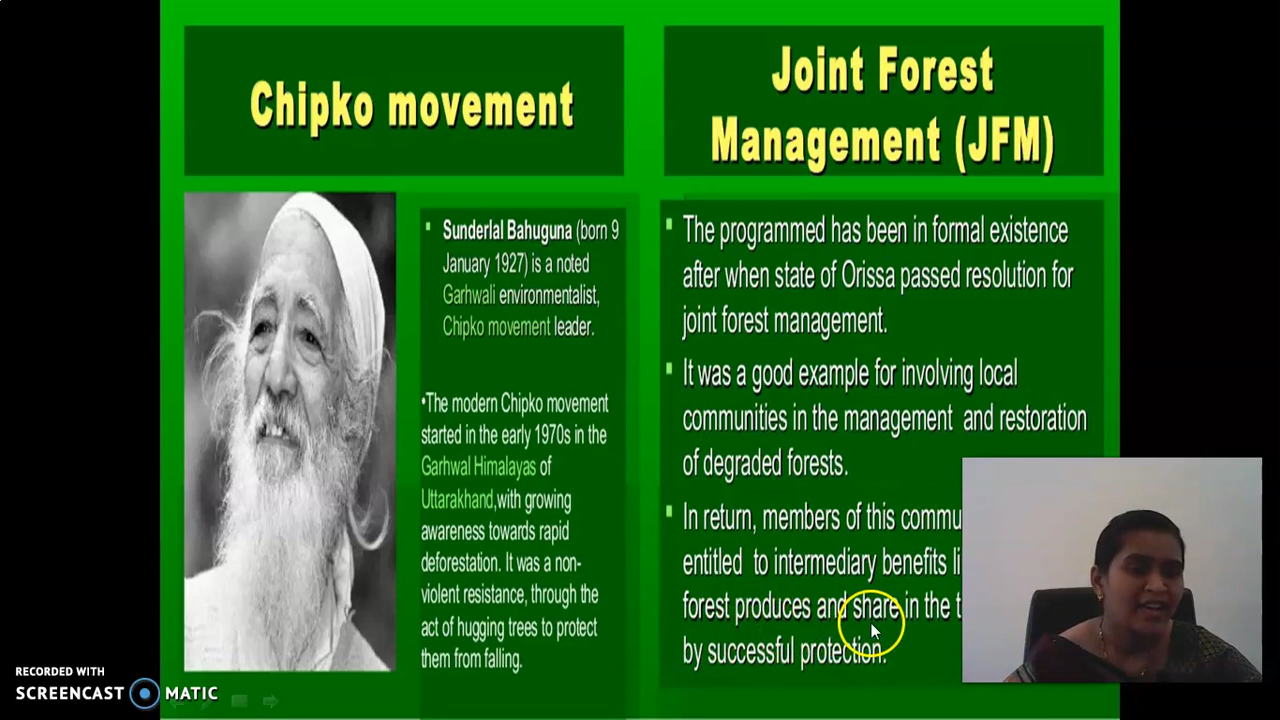 Chipko movement
Sunderlal Bahuguna (born 9
January 1927) is a noted
Garhwali environmentalist,
Chipko movement leader.
•The modern Chipko movement
started in the early 1970s in the
Garhwal Himalayas of
Uttarakhand,with growing
awareness towards rapid
deforestation. It was a non-
violent resistance, through the
act of hugging trees to protect
them from falling.
Joint Forest
Management (JFM)
The programmed has been in formal existence
after when state of Orissa passed resolution for
joint forest management.
It was a good example for involving local
communities in the management and restoration
of degraded forests.
In return, members of this
entitled to intermediary benefits
forest produces and share in the
by successful protection.
RECORDED WITH
SCREENCAST MATIC